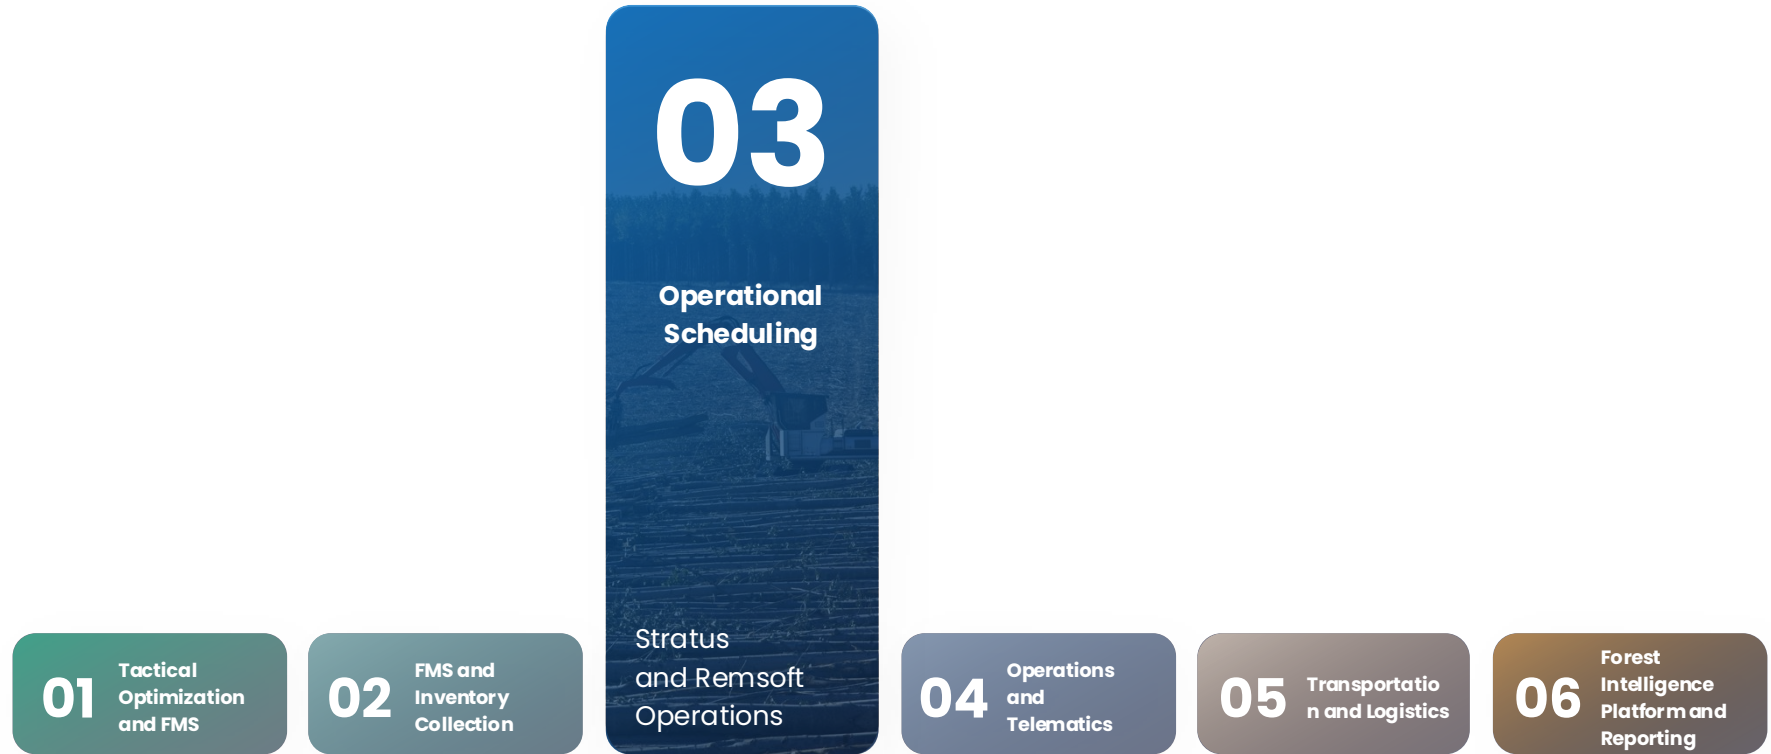 03
Operational
Scheduling
Stratus
and Remsoft
Operations
01
Tactical
Optimization
and FMS
02
FMS and
Inventory
Collection
04
Operations
and
Telematics
05
Transportatio
n and Logistics
06
Forest
Intelligence
Platform and
Reporting